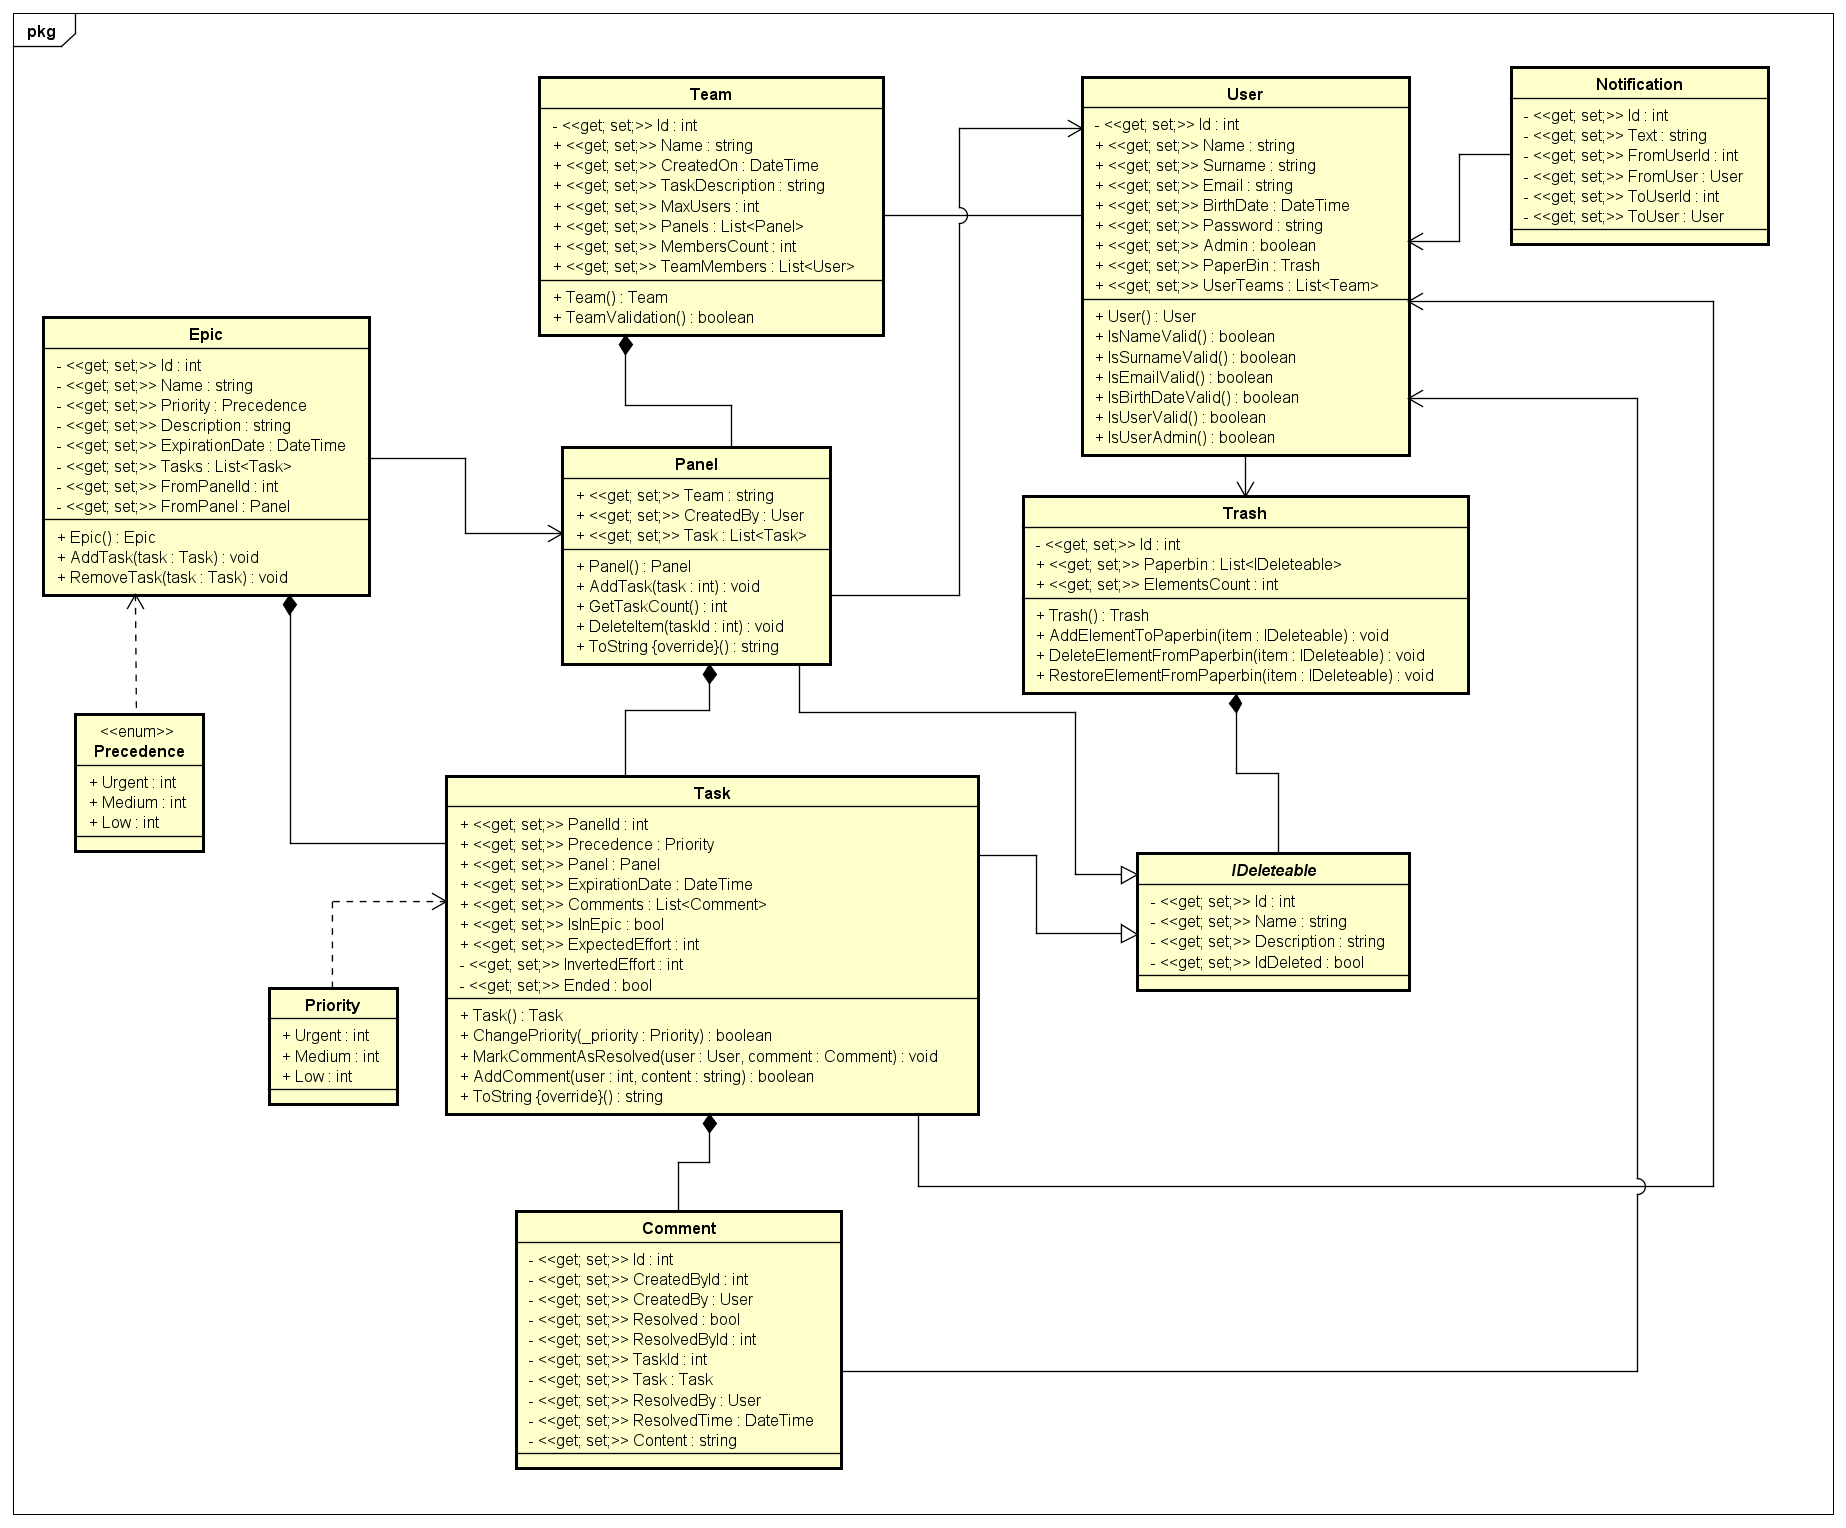 pkg
Team
- <<get; set;>> Id : int
+ <<get; set;>> Name : string
+ <<get; set;>> CreatedOn : DateTime
+ <<get; set;>> TaskDescription : string
+ <<get; set;>> MaxUsers : int
+ <<get; set;>> Panels : List<Panel>
+ <<get; set;>> MembersCount : int
+ <<get; set;>> TeamMembers : List<User>
+ Team() : Team
+ TeamValidation() : boolean
User
- <<get; set;>> Id : int
+ <<get; set;>> Name : string
+ <<get; set;>> Surname : string
+ <<get; set;>> Email : string
+ <<get; set;>> BirthDate : DateTime
+ <<get; set;>> Password : string
+ <<get; set;>> Admin : boolean
+ <<get; set;>> PaperBin : Trash
+ <<get; set;>> UserTeams : List<Team>
+ User() : User
+ IsNameValid() : boolean
+ IsSurnameValid() : boolean
+ IsEmailValid() : boolean
+ IsBirthDateValid() : boolean
+ IsUserValid() : boolean
+ IsUserAdmin() : boolean
Notification
- <<get; set;>> Id : int
- <<get; set;>> Text : string
- <<get; set;>> FromUserId : int
- <<get; set;>> FromUser : User
- <<get; set;>> ToUserId : int
- <<get; set;>> ToUser : User
Epic
- <<get; set;>> Id : int
- <<get; set;>> Name : string
- <<get; set;>> Priority : Precedence
- <<get; set;>> Description : string
- <<get; set;>> ExpirationDate : DateTime
- <<get; set;>> Tasks : List<Task>
- <<get; set;>> FromPanelId : int
- <<get; set;>> FromPanel : Panel
+ Epic() : Epic
+ AddTask(task : Task) : void
+ RemoveTask(task : Task) : void
Panel
+ <<get; set;>> Team : string
+ <<get; set;>> CreatedBy : User
+ <<get; set;>> Task : List<Task>
+ Panel() : Panel
+ AddTask(task : int) : void
+ GetTaskCount() : int
+ DeleteItem(taskId : int) : void
+ ToString {override}() : string
Trash
- <<get; set;>> Id : int
+ <<get; set;>> Paperbin : List<IDeleteable>
+ <<get; set;>> ElementsCount : int
+ Trash() : Trash
+ AddElementToPaperbin(item : IDeleteable) : void
+ DeleteElementFromPaperbin(item : IDeleteable) : void
+ RestoreElementFromPaperbin(item : IDeleteable) : void
<<enum>>
Precedence
+ Urgent : int
+ Medium : int
+ Low : int
Task
+ <<get; set;>> PanelId : int
+ <<get; set;>> Precedence : Priority
+ <<get; set;>> Panel : Panel
+ <<get; set;>> ExpirationDate : DateTime
+ <<get; set;>> Comments : List<Comment>
+ <<get; set;>> IsInEpic : bool
+ <<get; set;>> ExpectedEffort : int
- <<get; set;>> InvertedEffort : int
- <<get; set;>> Ended : bool
+ Task() : Task
+ ChangePriority(_priority : Priority) : boolean
+ MarkCommentAsResolved(user : User, comment : Comment) : void
+ AddComment(user : int, content : string) : boolean
+ ToString {override}() : string
IDeleteable
- <<get; set;>> Id : int
- <<get; set;>> Name : string
- <<get; set;>> Description : string
- <<get; set;>> IdDeleted : bool
Priority
+ Urgent : int
+ Medium : int
+ Low : int
Comment
- <<get; set;>> Id : int
- <<get; set;>> CreatedById : int
- <<get; set;>> CreatedBy : User
- <<get; set;>> Resolved : bool
- <<get; set;>> ResolvedById : int
- <<get; set;>> TaskId : int
- <<get; set;>> Task : Task
- <<get; set;>> ResolvedBy : User
- <<get; set;>> ResolvedTime : DateTime
- <<get; set;>> Content : string